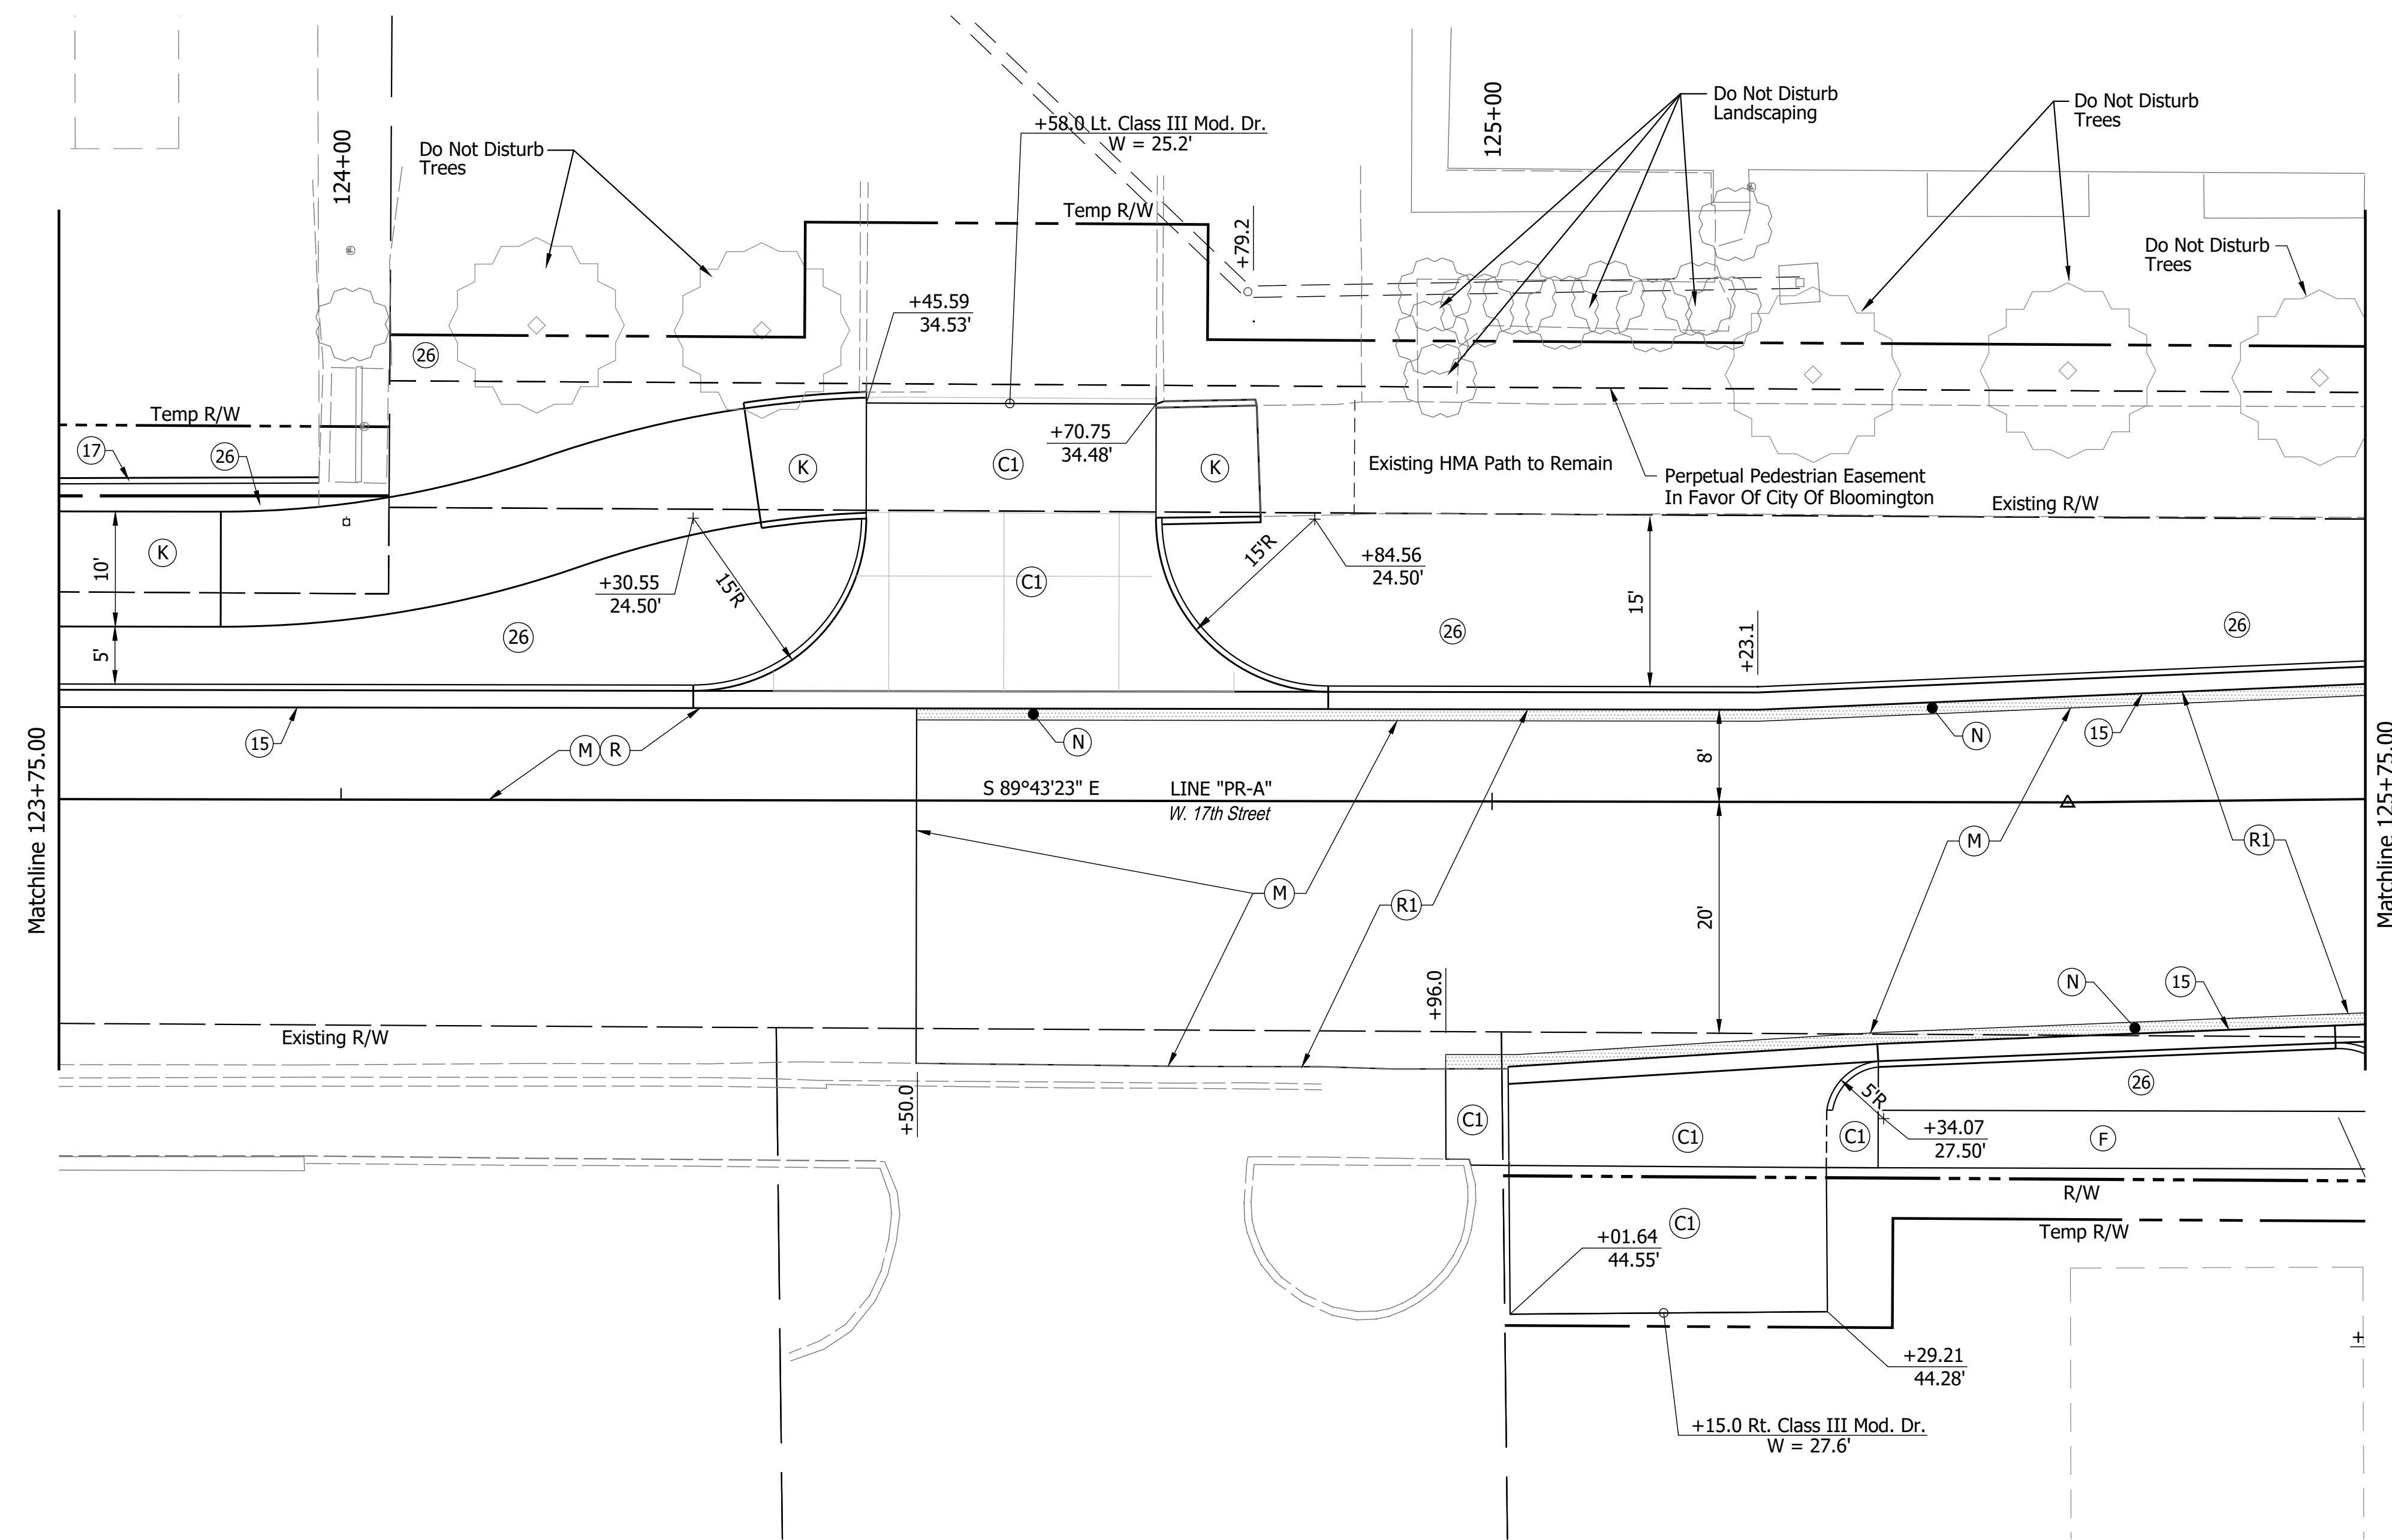 124+00
Do Not Disturb
Trees
+58.0 Lt. Class III Mod. Dr.
W = 25.2'
125+00
Do Not Disturb
Landscaping
Do Not Disturb
Trees
Temp R/W
+79.2
Do Not Disturb
Trees
+45.59
34.53'
26
Temp R/W
17
26
K
C1
+70.75
34.48'
K
Existing HMA Path to Remain
Perpetual Pedestrian Easement
In Favor Of City Of Bloomington
Existing R/W
10'
K
+30.55
24.50'
15'R
C1
15'R
+84.56
24.50'
15'
5'
26
26
+23.1
26
15
M
R
N
8'
N
15
Matchline 123+75.00
S 89°43'23" E
LINE "PR-A"
W. 17th Street
Matchline 125+75.00
M
R1
20'
M
R1
+96.0
N
15
Existing R/W
+50.0
C1
C1
C1
5'R
26
+34.07
27.50'
F
R/W
C1
Temp R/W
+01.64
44.55'
+29.21
44.28'
+
+15.0 Rt. Class III Mod. Dr.
W = 27.6'